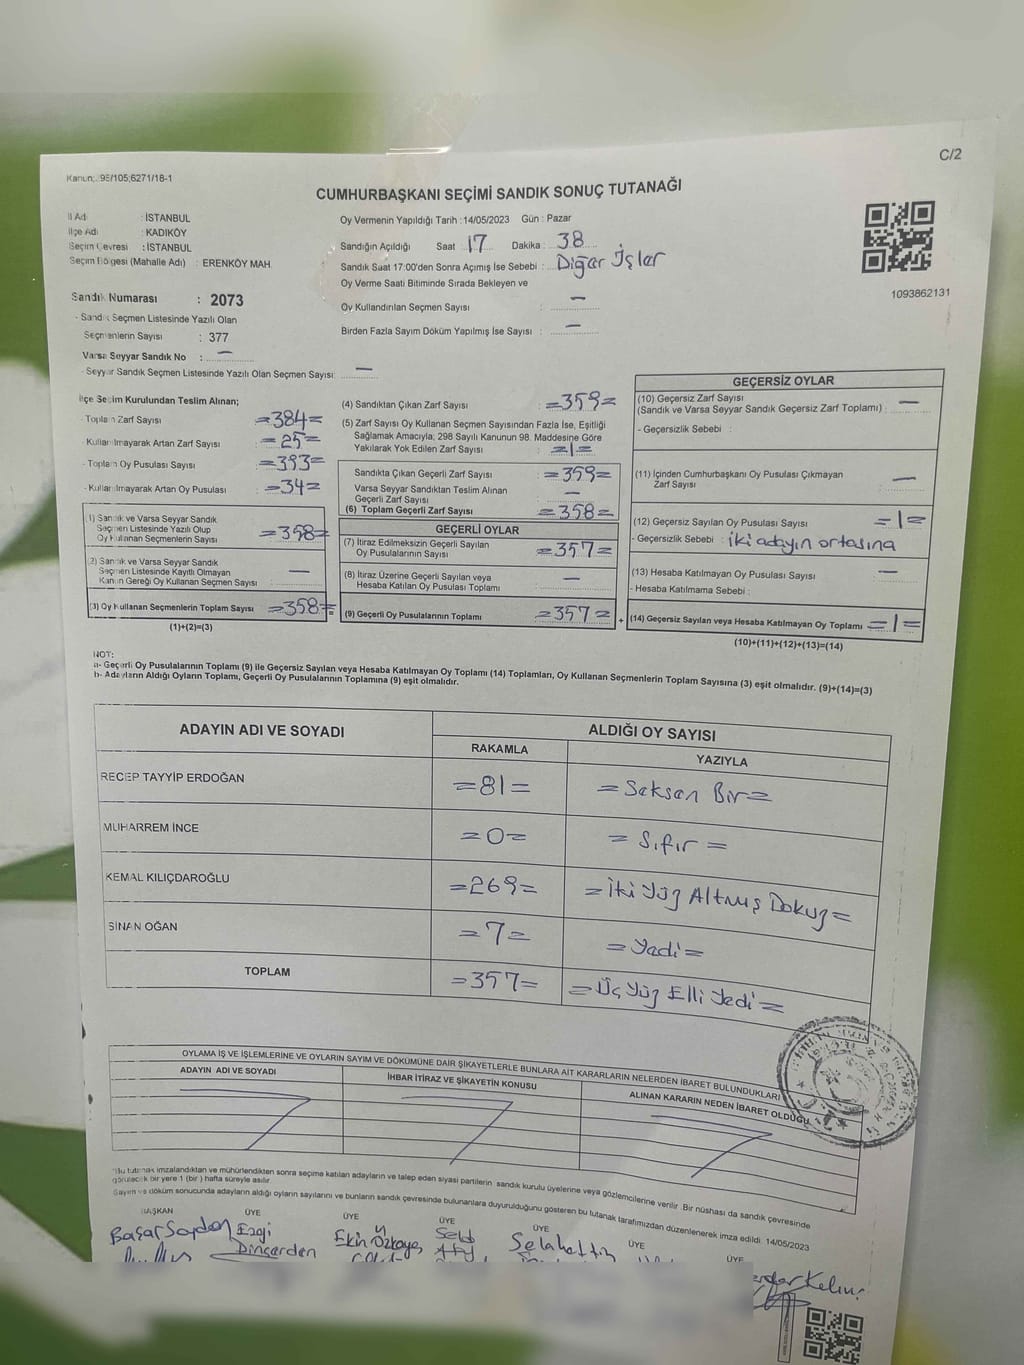 C/2
Kanun:. 98/105;6271/18-1
CUMHURBAŞKANI SEÇİMİ SANDIK SONUÇ TUTANAĞI
İl Adı : İSTANBUL
İlçe Adı : KADIKÖY
Seçim Çevresi : İSTANBUL
Seçim Bölgesi (Mahalle Adı) : ERENKÖY MAH.
Sandık Numarası : 2073
- Sandık Seçmen Listesinde Yazılı Olan
Seçmenlerin Sayısı : 377
Varsa Seyyar Sandık No : —
- Seyyar Sandık Seçmen Listesinde Yazılı Olan Seçmen Sayısı: —
Oy Vermenin Yapıldığı Tarih : 14/05/2023 Gün : Pazar
Sandığın Açıldığı Saat 17 Dakika : 38
Sandık Saat 17:00'den Sonra Açımış İse Sebebi : Diğer İşler
Oy Verme Saati Bitiminde Sırada Bekleyen ve
Oy Kullandırılan Seçmen Sayısı : —
Birden Fazla Sayım Döküm Yapılmış İse Sayısı : —
1093862131
İlçe Seçim Kurulundan Teslim Alınan;
- Toplam Zarf Sayısı =384=
- Kullanılmayarak Artan Zarf Sayısı =25=
- Toplam Oy Pusulası Sayısı =393=
- Kullanılmayarak Artan Oy Pusulası =34=
1) Sandık ve Varsa Seyyar Sandık
Seçmen Listesinde Yazılı Olup
Oy Kullanan Seçmenlerin Sayısı =358=
(2) Sandık ve Varsa Seyyar Sandık
Seçmen Listesinde Kayıtlı Olmayan
Kanun Gereği Oy Kullanan Seçmen Sayısı : —
(3) Oy Kullanan Seçmenlerin Toplam Sayısı =358=
(1)+(2)=(3)
(4) Sandıktan Çıkan Zarf Sayısı =359=
(5) Zarf Sayısı Oy Kullanan Seçmen Sayısından Fazla İse, Eşitliği
Sağlamak Amacıyla, 298 Sayılı Kanunun 98. Maddesine Göre
Yakılarak Yok Edilen Zarf Sayısı =1=
Sandıkta Çıkan Geçerli Zarf Sayısı =359=
Varsa Seyyar Sandıktan Teslim Alınan
Geçerli Zarf Sayısı —
(6) Toplam Geçerli Zarf Sayısı =358=
GEÇERLİ OYLAR
(7) İtiraz Edilmeksizin Geçerli Sayılan
Oy Pusulalarının Sayısı =357=
(8) İtiraz Üzerine Geçerli Sayılan veya
Hesaba Katılan Oy Pusulası Toplamı —
(9) Geçerli Oy Pusulalarının Toplamı =357= +
GEÇERSİZ OYLAR
(10) Geçersiz Zarf Sayısı —
(Sandık ve Varsa Seyyar Sandık Geçersiz Zarf Toplamı) :
- Geçersizlik Sebebi :
(11) İçinden Cumhurbaşkanı Oy Pusulası Çıkmayan
Zarf Sayısı —
(12) Geçersiz Sayılan Oy Pusulası Sayısı =1=
- Geçersizlik Sebebi : iki adayın ortasına
(13) Hesaba Katılmayan Oy Pusulası Sayısı —
- Hesaba Katılmama Sebebi :
(14) Geçersiz Sayılan veya Hesaba Katılmayan Oy Toplamı =1=
(10)+(11)+(12)+(13)=(14)
NOT:
a- Geçerli Oy Pusulalarının Toplamı (9) ile Geçersiz Sayılan veya Hesaba Katılmayan Oy Toplamı (14) Toplamları, Oy Kullanan Seçmenlerin Toplam Sayısına (3) eşit olmalıdır. (9)+(14)=(3)
b- Adayların Aldığı Oyların Toplamı, Geçerli Oy Pusulalarının Toplamına (9) eşit olmalıdır.
ADAYIN ADI VE SOYADI ALDIĞI OY SAYISI
RAKAMLA YAZIYLA
RECEP TAYYİP ERDOĞAN =81= =Seksen Bir=
MUHARREM İNCE =0= =Sıfır=
KEMAL KILIÇDAROĞLU =269= =İki Yüz Altmış Dokuz=
SİNAN OĞAN =7= =Yedi=
TOPLAM =357= =Üç Yüz Elli Yedi=
OYLAMA İŞ VE İŞLEMLERİNE VE OYLARIN SAYIM VE DÖKÜMÜNE DAİR ŞİKAYETLERLE BUNLARA AİT KARARLARIN NELERDEN İBARET BULUNDUKLARI
ADAYIN ADI VE SOYADI İHBAR İTİRAZ VE ŞİKAYETİN KONUSU ALINAN KARARIN NEDEN İBARET OLDUĞU
*Bu tutanak imzalandıktan ve mühürlendikten sonra seçime katılan adayların ve talep eden siyasi partilerin sandık kurulu üyelerine veya gözlemcilerine verilir. Bir nüshası da sandık çevresinde
görülecek bir yere 1 (bir) hafta süreyle asılır.
Sayım ve döküm sonucunda adayların aldığı oyların sayılarını ve bunların sandık çevresinde bulunanlara duyurulduğunu gösteren bu tutanak tarafımızdan düzenlenerek imza edildi. 14/05/2023
BAŞKAN ÜYE ÜYE ÜYE ÜYE ÜYE ÜYE
Ezgi Ekin Özkaya Selahattin